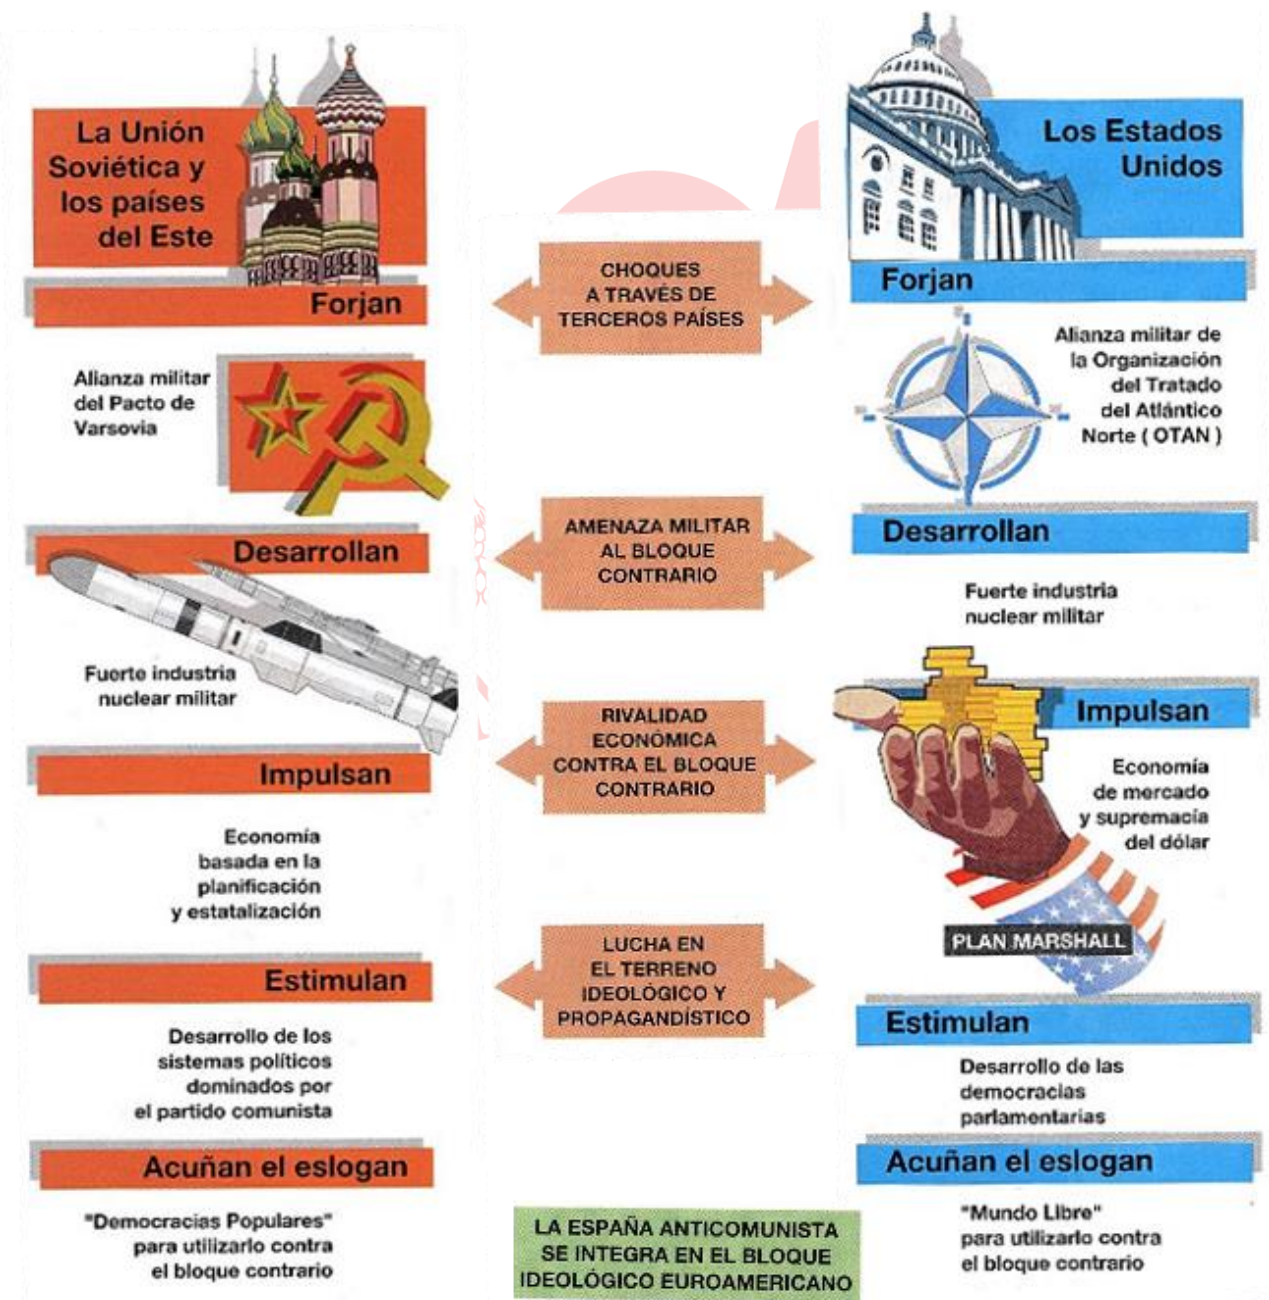 La Unión
Soviética y
los países
del Este
Forjan
Alianza militar
del Pacto de
Varsovia
Desarrollan
Fuerte industria
nuclear militar
Impulsan
Economía
basada en la
planificación
y estatalización
Estimulan
Desarrollo de los
sistemas políticos
dominados por
el partido comunista
Acuñan el eslogan
"Democracias Populares"
para utilizarlo contra
el bloque contrario
CHOQUES
A TRAVÉS DE
TERCEROS PAÍSES
AMENAZA MILITAR
AL BLOQUE
CONTRARIO
RIVALIDAD
ECONÓMICA
CONTRA EL BLOQUE
CONTRARIO
LUCHA EN
EL TERRENO
IDEOLÓGICO Y
PROPAGANDÍSTICO
LA ESPAÑA ANTICOMUNISTA
SE INTEGRA EN EL BLOQUE
IDEOLÓGICO EUROAMERICANO
Los Estados
Unidos
Forjan
Alianza militar de
la Organización
del Tratado
del Atlántico
Norte ( OTAN )
Desarrollan
Fuerte industria
nuclear militar
Impulsan
Economía
de mercado
y supremacía
del dólar
PLAN MARSHALL
Estimulan
Desarrollo de las
democracias
parlamentarias
Acuñan el eslogan
"Mundo Libre"
para utilizarlo contra
el bloque contrario